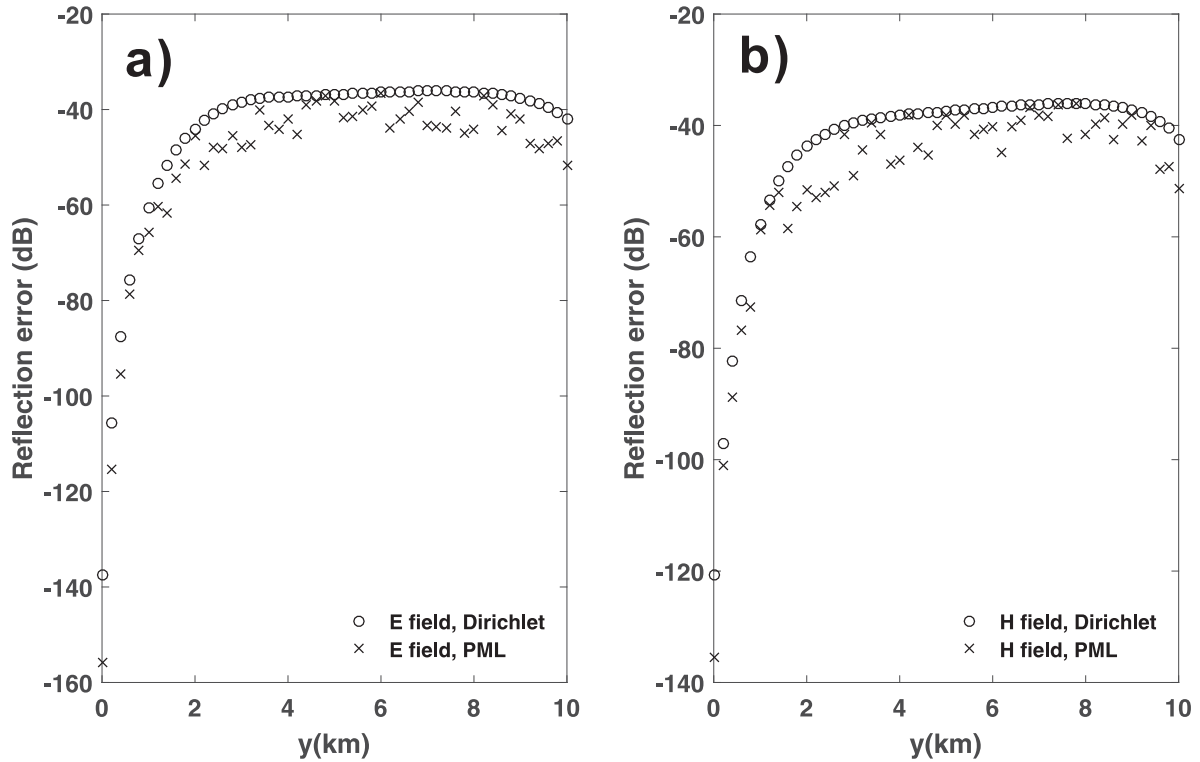 a)
-20
-40
-60
-80
-100
-120
-140
-160
Reflection error (dB)
0 2 4 6 8 10
y(km)
E field, Dirichlet
E field, PML
b)
-20
-40
-60
-80
-100
-120
-140
Reflection error (dB)
0 2 4 6 8 10
y(km)
H field, Dirichlet
H field, PML